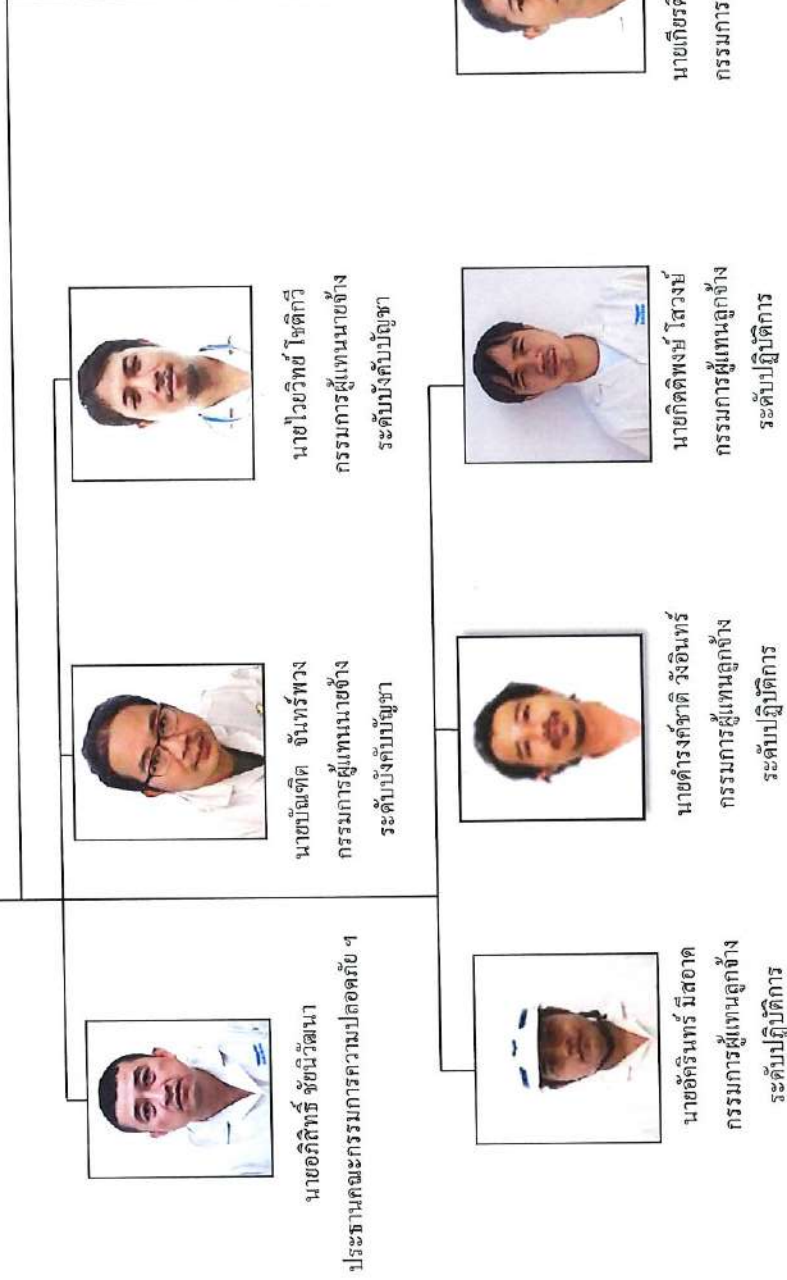 นายอภิสิทธิ์ ชัยนิวัฒนา
ประธานคณะกรรมการความปลอดภัย ฯ
นายบัณฑิต จันทร์พวง
กรรมการผู้แทนนายจ้าง
ระดับบังคับบัญชา
นายไวยวิทย์ โชติกวี
กรรมการผู้แทนนายจ้าง
ระดับบังคับบัญชา
นายอัครินทร์ มีสอาด
กรรมการผู้แทนลูกจ้าง
ระดับปฏิบัติการ
นายดำรงค์ชาติ วังอินทร์
กรรมการผู้แทนลูกจ้าง
ระดับปฏิบัติการ
นายกิตติพงษ์ โสวงษ์
กรรมการผู้แทนลูกจ้าง
ระดับปฏิบัติการ
กรรมการ